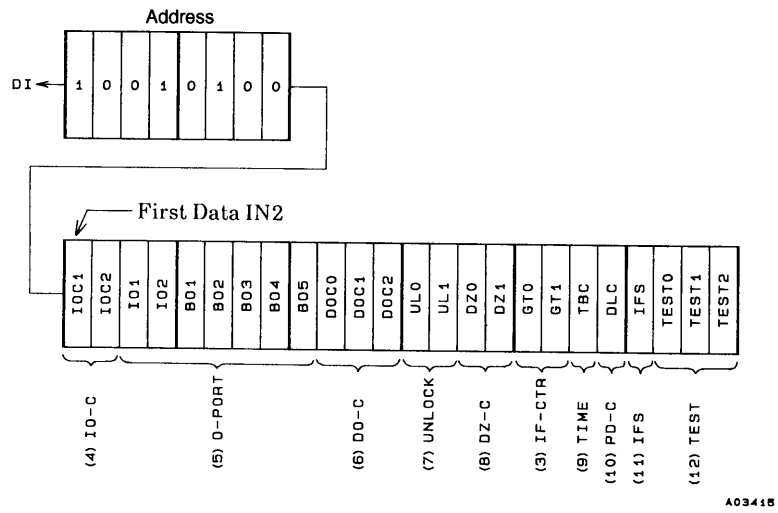 Address
DI 1 0 0 1 0 1 0 0
First Data IN2
IOC1 IOC2 IO1 IO2 BO1 BO2 BO3 BO4 BO5 DOC0 DOC1 DOC2 UL0 UL1 DZ0 DZ1 GT0 GT1 TBC DLC IFS TEST0 TEST1 TEST2
(4) IO-C
(5) O-PORT
(6) DO-C
(7) UNLOCK
(8) DZ-C
(3) IF-CTR
(9) TIME
(10) PD-C
(11) IFS
(12) TEST
A03415